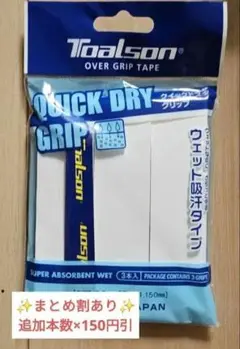 Toalson
OVER GRIP TAPE
QUICK DRY
GRIP
クイックドライ
グリップ
Toalson
ウェット吸汗タイプ
SUPER ABSORBENT WET
3本入
PACKAGE CONTAINS 3 GRIPS
1,150mm
JAPAN
✨まとめ割あり✨
追加本数×150円引